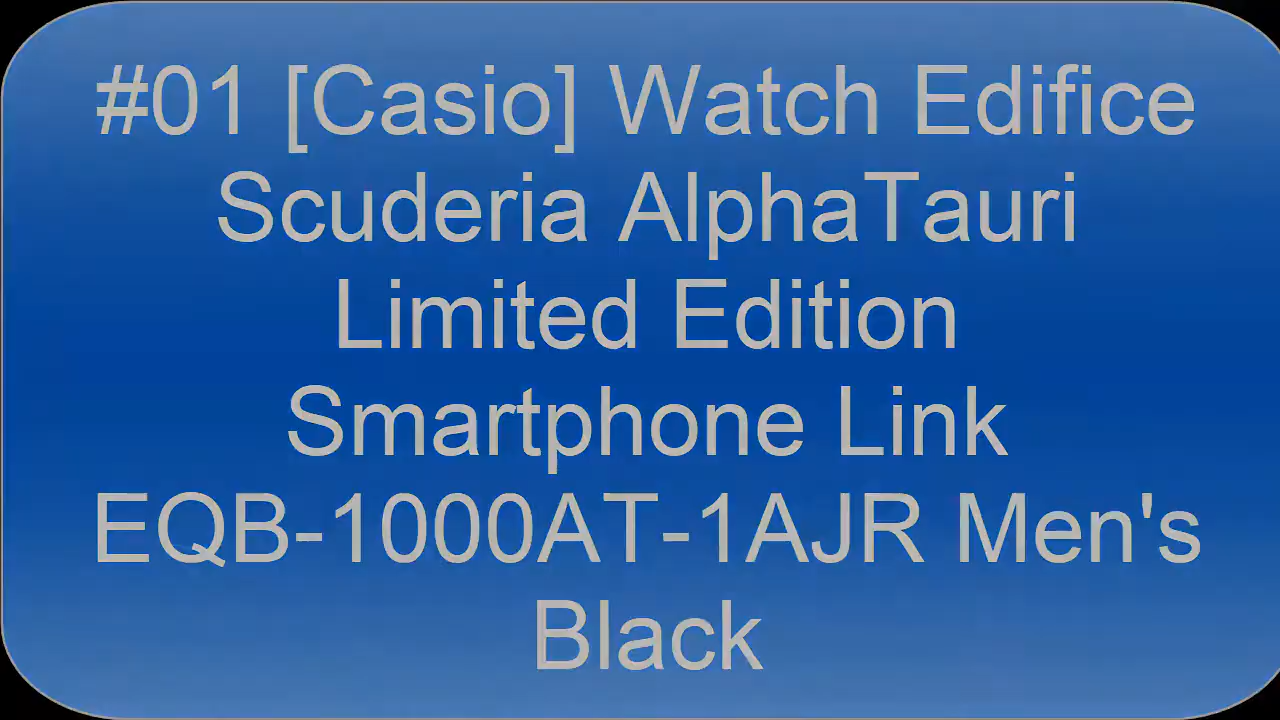 #01 [Casio] Watch Edifice
Scuderia AlphaTauri
Limited Edition
Smartphone Link
EQB-1000AT-1AJR Men's
Black